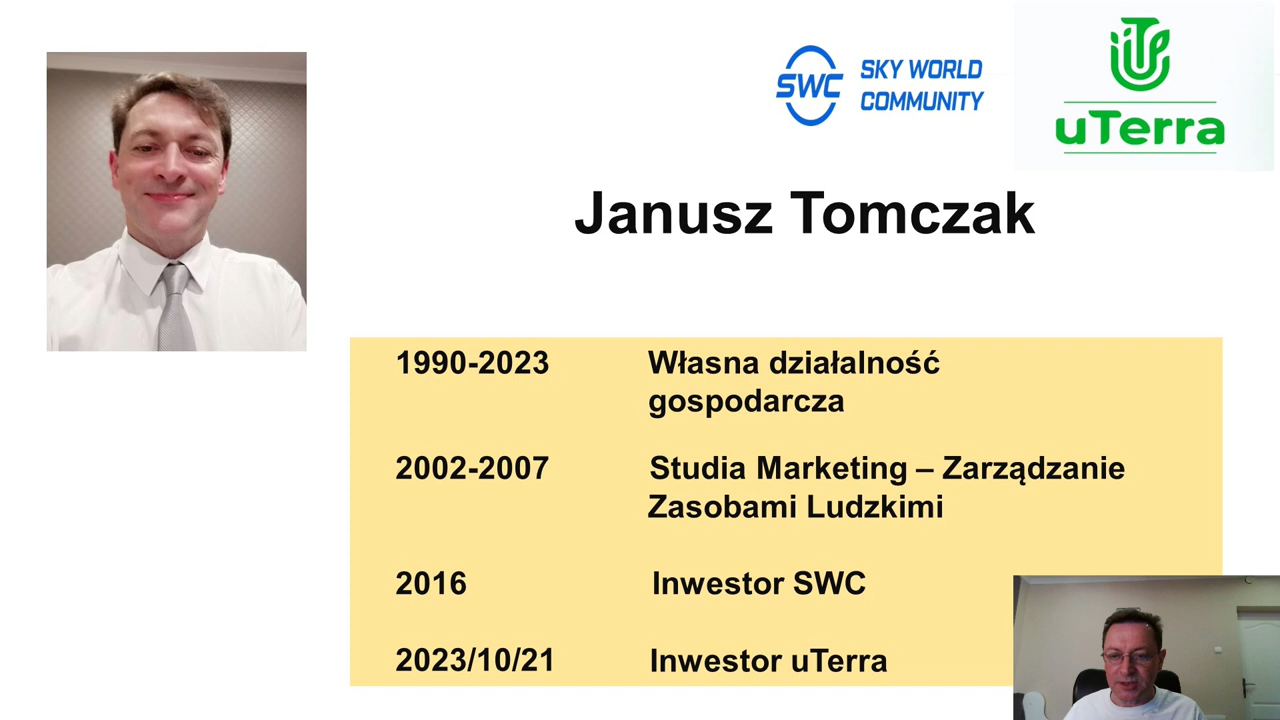 SWC
SKY WORLD
COMMUNITY
uTerra
Janusz Tomczak
1990-2023 Własna działalność
gospodarcza
2002-2007 Studia Marketing – Zarządzanie
Zasobami Ludzkimi
2016 Inwestor SWC
2023/10/21 Inwestor uTerra